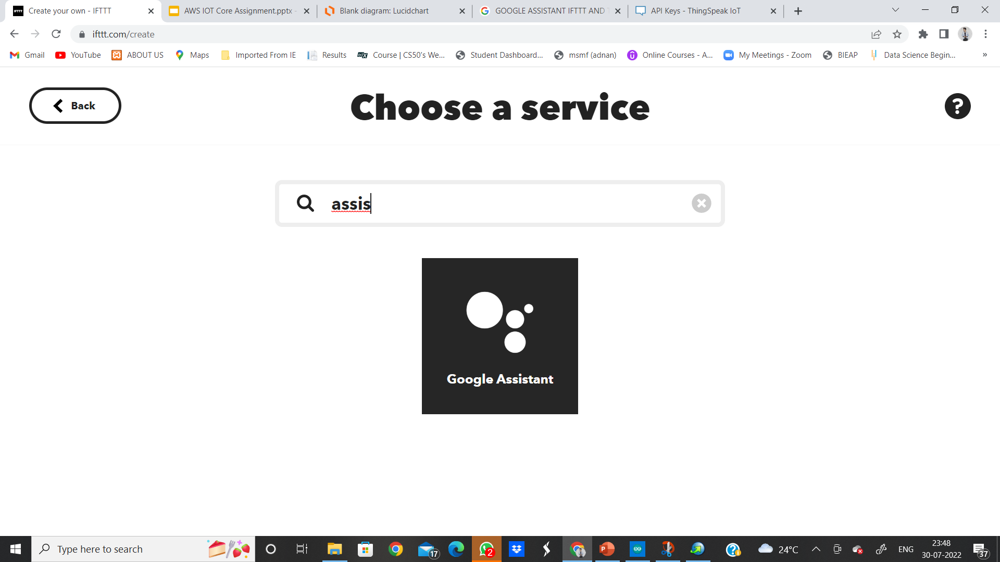 IFTTT Create your own - IFTTT
AWS IOT Core Assignment.pptx -
Blank diagram: Lucidchart
GOOGLE ASSISTANT IFTTT AND
API Keys - ThingSpeak IoT
ifttt.com/create
Gmail
YouTube
ABOUT US
Maps
Imported From IE
Results
edX Course | CS50's We...
Student Dashboard...
msmf (adnan)
Online Courses - A...
My Meetings - Zoom
BIEAP
Data Science Begin...
»
Back
Choose a service
?
assis
Google Assistant
Type here to search
17
2
P
24°C
ENG
23:48
30-07-2022
37